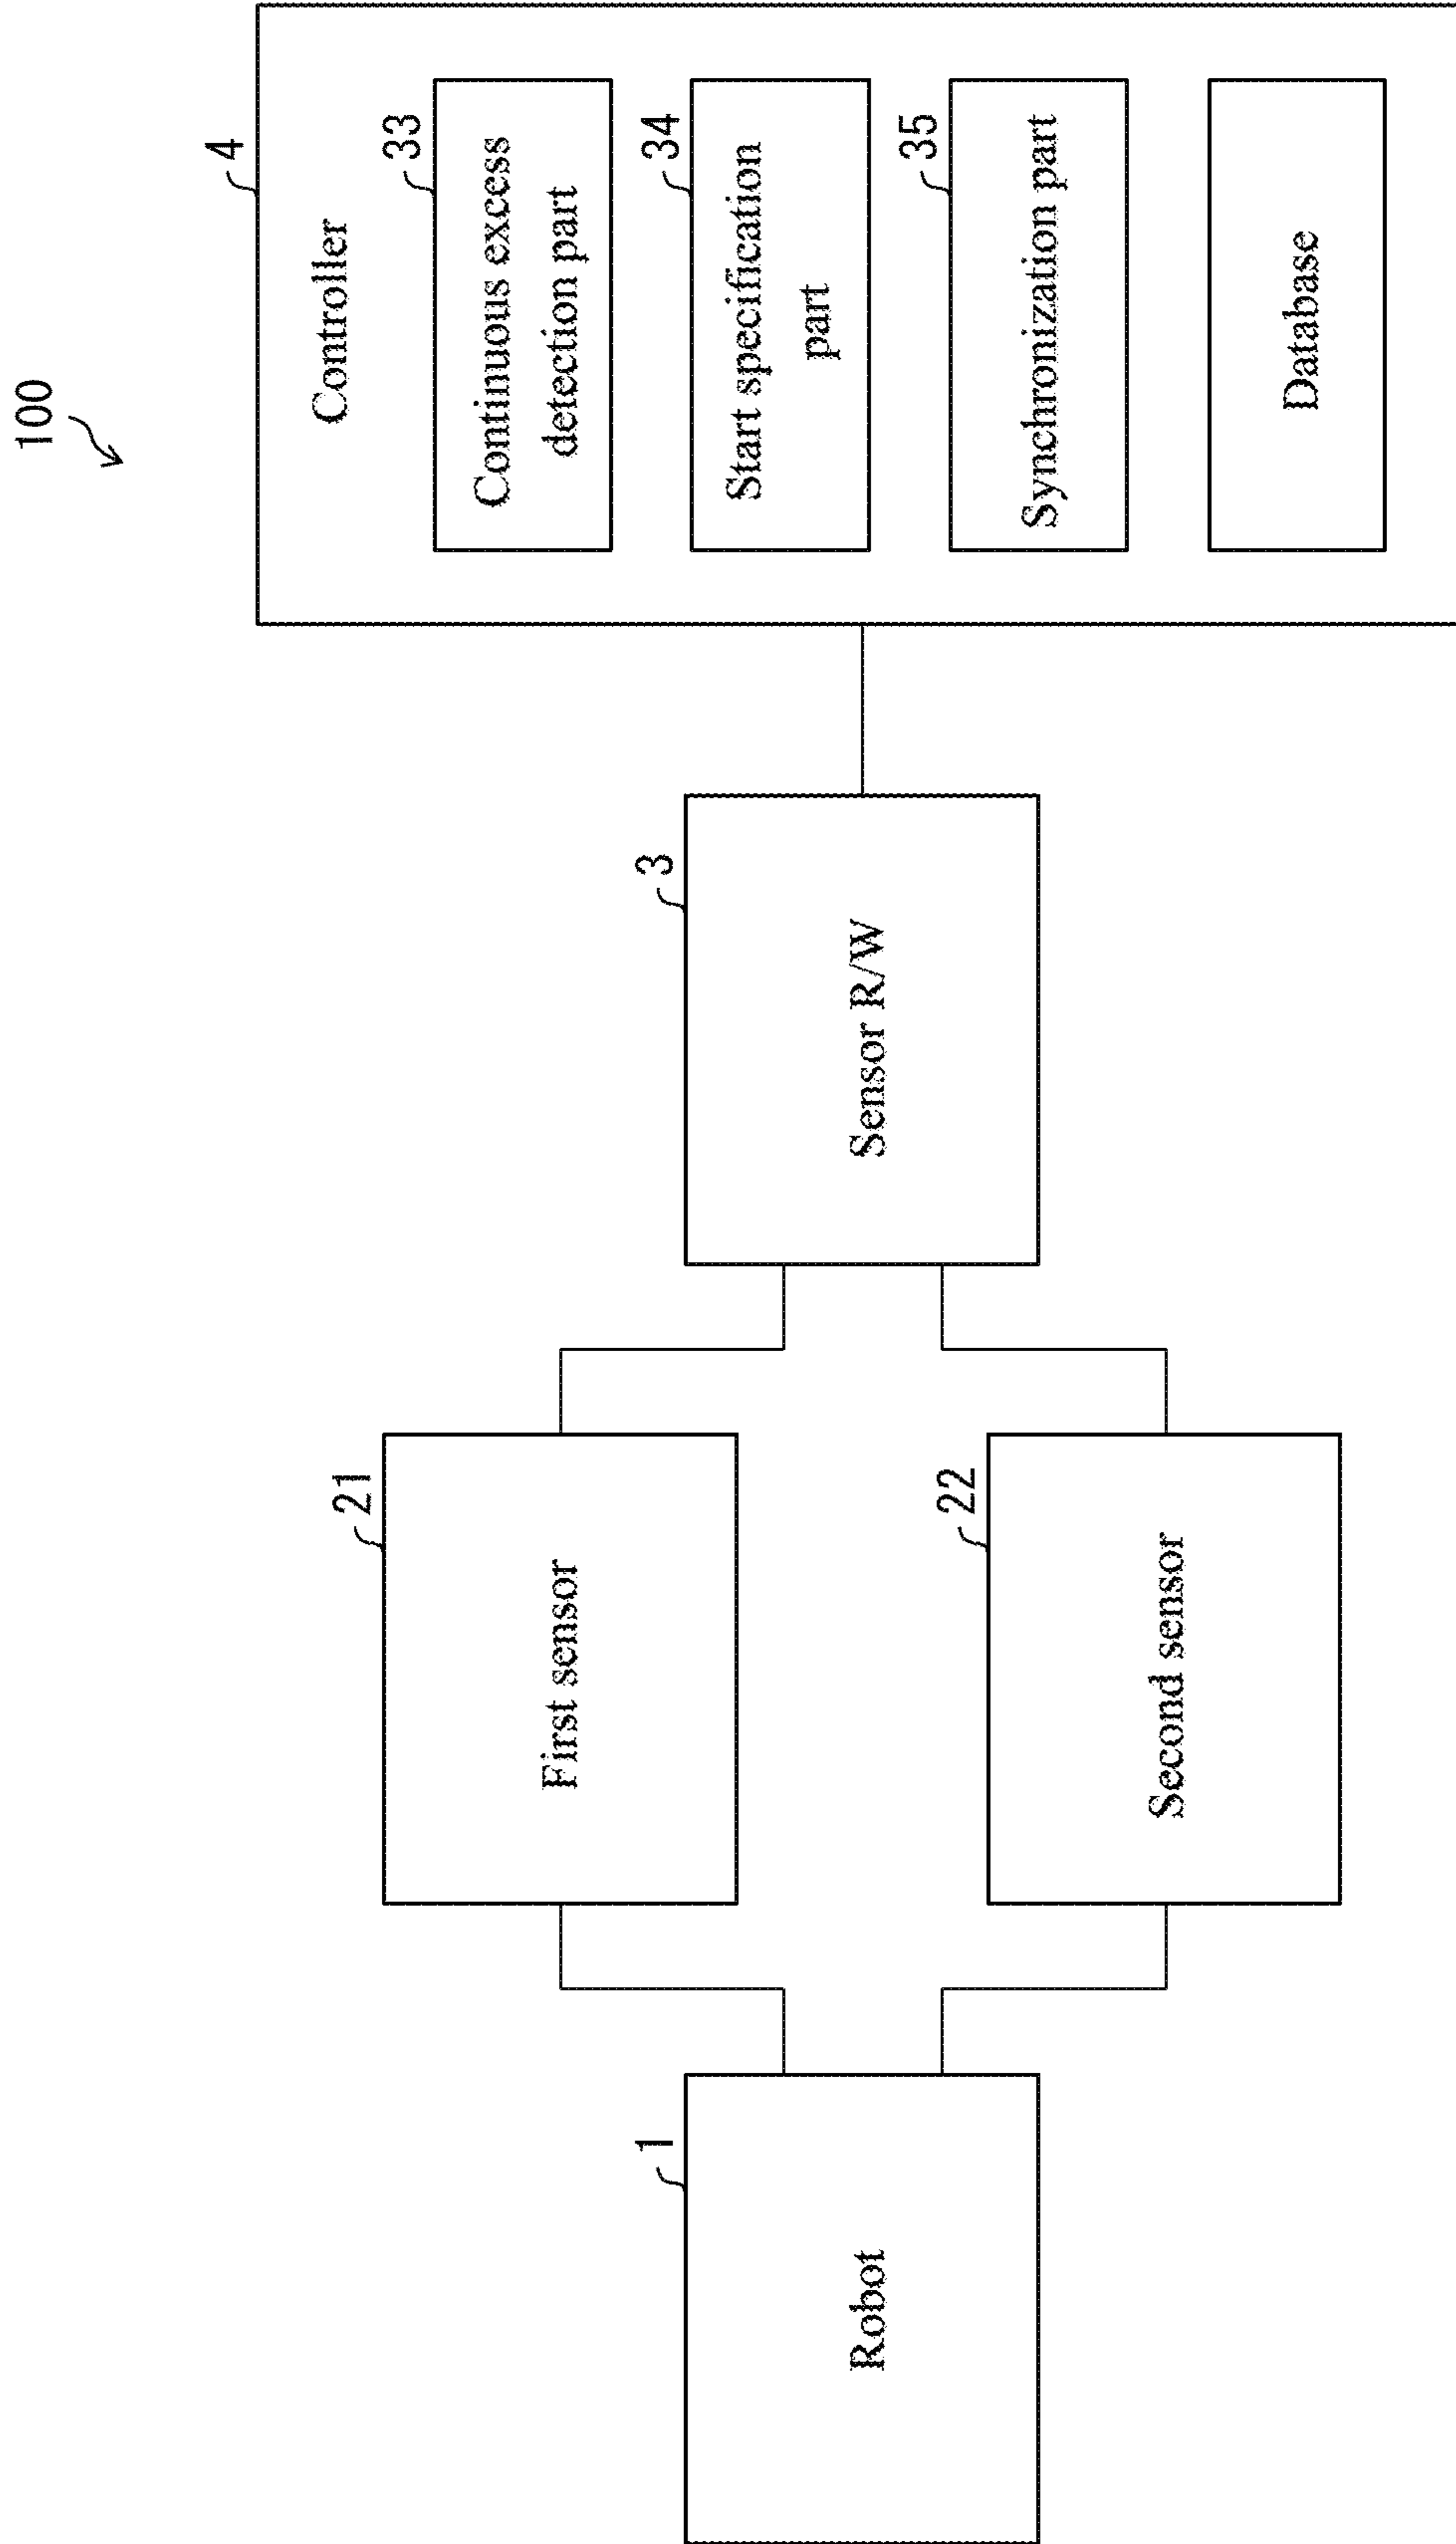 100
1
Robot
21
First sensor
22
Second sensor
3
Sensor R/W
4
Controller
33
Continuous excess
detection part
34
Start specification
part
35
Synchronization part
Database